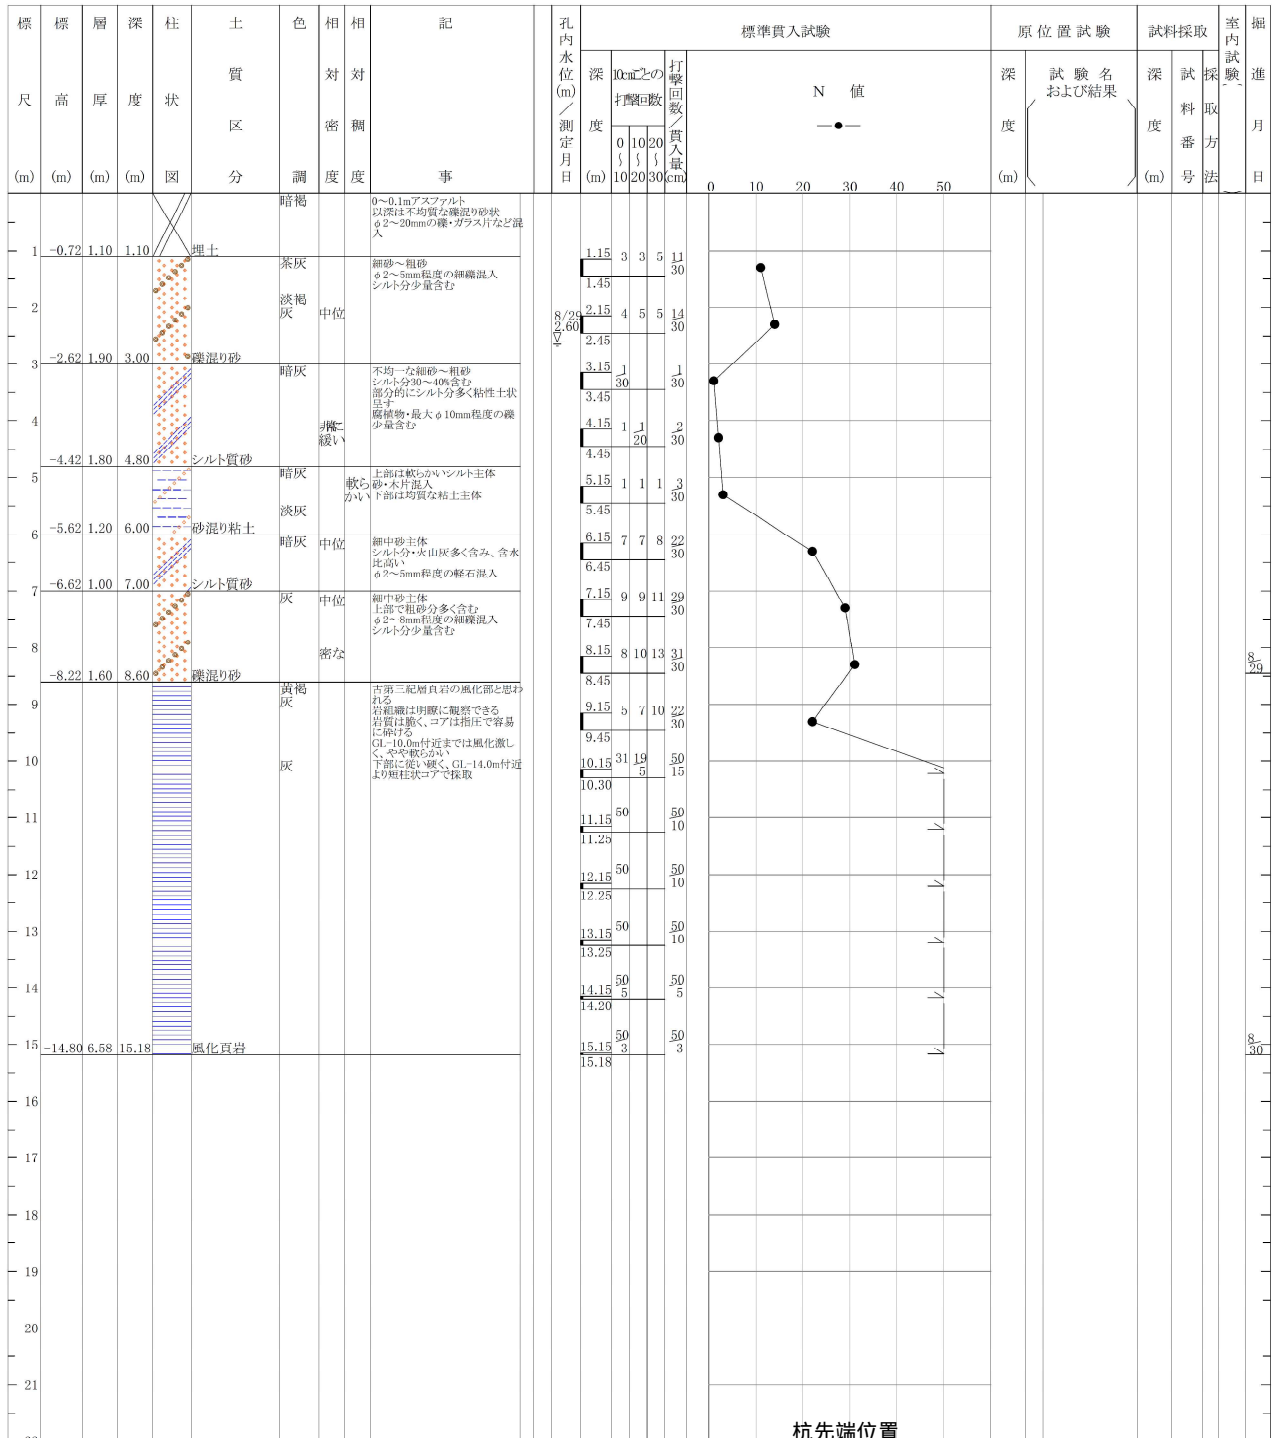 標尺(m)
標高(m)
層厚(m)
深度(m)
柱状図
土質区分
色調
相対密度
相対稠度
記事
孔内水位(m)／測定月日
標準貫入試験
深度(m)
10cmごとの打撃回数
0～10
10～20
20～30
打撃回数／貫入量(cm)
N 値
0 10 20 30 40 50
原位置試験
深度(m)
試験名および結果
試料採取
深度(m)
試料番号
採取方法
室内試験( )
掘進月日
暗褐
0～0.1mアスファルト
以深は不均質な礫混り砂状
φ2～20mmの礫・ガラス片など混
入
1 -0.72 1.10 1.10 埋土
1.15 3 3 5 11/30
1.45
茶灰
細砂～粗砂
φ2～5mm程度の細礫混入
シルト分少量含む
淡褐灰
中位
2
8/29 2.60
2.15 4 5 5 14/30
2.45
-2.62 1.90 3.00 礫混り砂
3
3.15 1/30 1/30
3.45
暗灰
不均一な細砂～粗砂
シルト分30～40%含む
部分的にシルト分多く粘性土状
呈す
腐植物・最大φ10mm程度の礫
少量含む
非常に緩い
4
4.15 1 1/20 2/30
4.45
-4.42 1.80 4.80 シルト質砂
暗灰
上部は軟らかいシルト主体
砂・木片混入
下部は均質な粘土主体
軟らかい
5
5.15 1 1 1 3/30
5.45
淡灰
-5.62 1.20 6.00 砂混り粘土
6
6.15 7 7 8 22/30
6.45
暗灰 中位
細中砂主体
シルト分・火山灰多く含み、含水
比高い
φ2～5mm程度の軽石混入
-6.62 1.00 7.00 シルト質砂
7
7.15 9 9 11 29/30
7.45
灰 中位
細中砂主体
上部で粗砂分多く含む
φ2～8mm程度の細礫混入
シルト分少量含む
密な
8
8.15 8 10 13 31/30
8.45
8/29
-8.22 1.60 8.60 礫混り砂
黄褐灰
古第三紀層頁岩の風化部と思わ
れる
岩組織は明瞭に観察できる
岩質は脆く、コアは指圧で容易
に砕ける
GL-10.0m付近までは風化激し
く、やや軟らかい
下部に従い硬く、GL-14.0m付近
より短柱状コアで採取
9
9.15 5 7 10 22/30
9.45
灰
10
10.15 31 19/5 50/15
10.30
11
11.15 50 50/10
11.25
12
12.15 50 50/10
12.25
13
13.15 50 50/10
13.25
14
14.15 50/5 50/5
14.20
15 -14.80 6.58 15.18 風化頁岩
15.15 50/3 50/3
15.18
8/30
16
17
18
19
20
21
杭先端位置